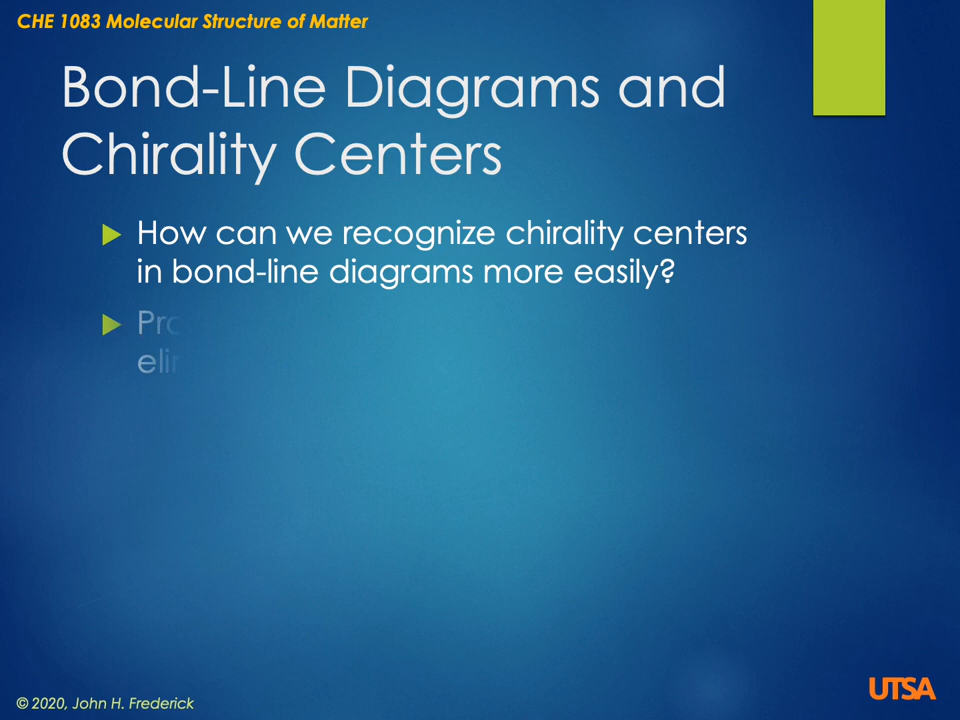 CHE 1083 Molecular Structure of Matter
Bond-Line Diagrams and
Chirality Centers
How can we recognize chirality centers
in bond-line diagrams more easily?
© 2020, John H. Frederick
UTSA